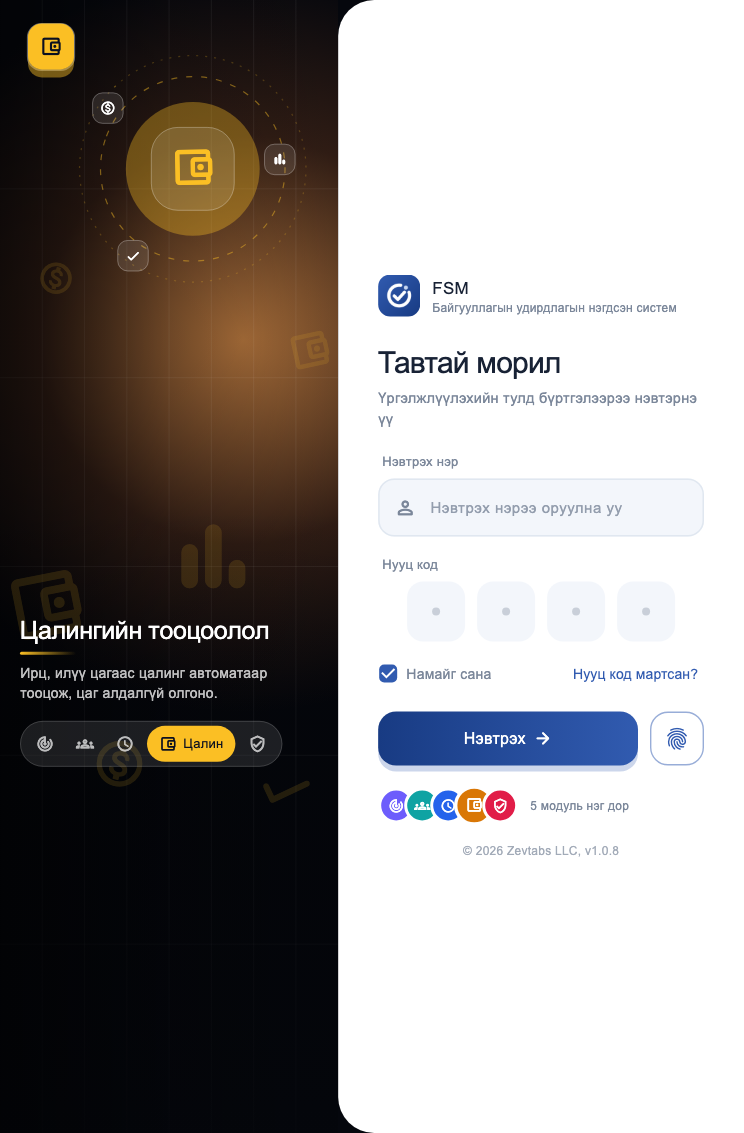 Цалингийн тооцоолол
Ирц, илүү цагаас цалинг автоматаар
тооцож, цаг алдалгүй олгоно.
Цалин
FSM
Байгууллагын удирдлагын нэгдсэн систем
Тавтай морил
Үргэлжлүүлэхийн тулд бүртгэлээрээ нэвтэрнэ
үү
Нэвтрэх нэр
Нэвтрэх нэрээ оруулна уу
Нууц код
Намайг сана
Нууц код мартсан?
Нэвтрэх
5 модуль нэг дор
© 2026 Zevtabs LLC, v1.0.8